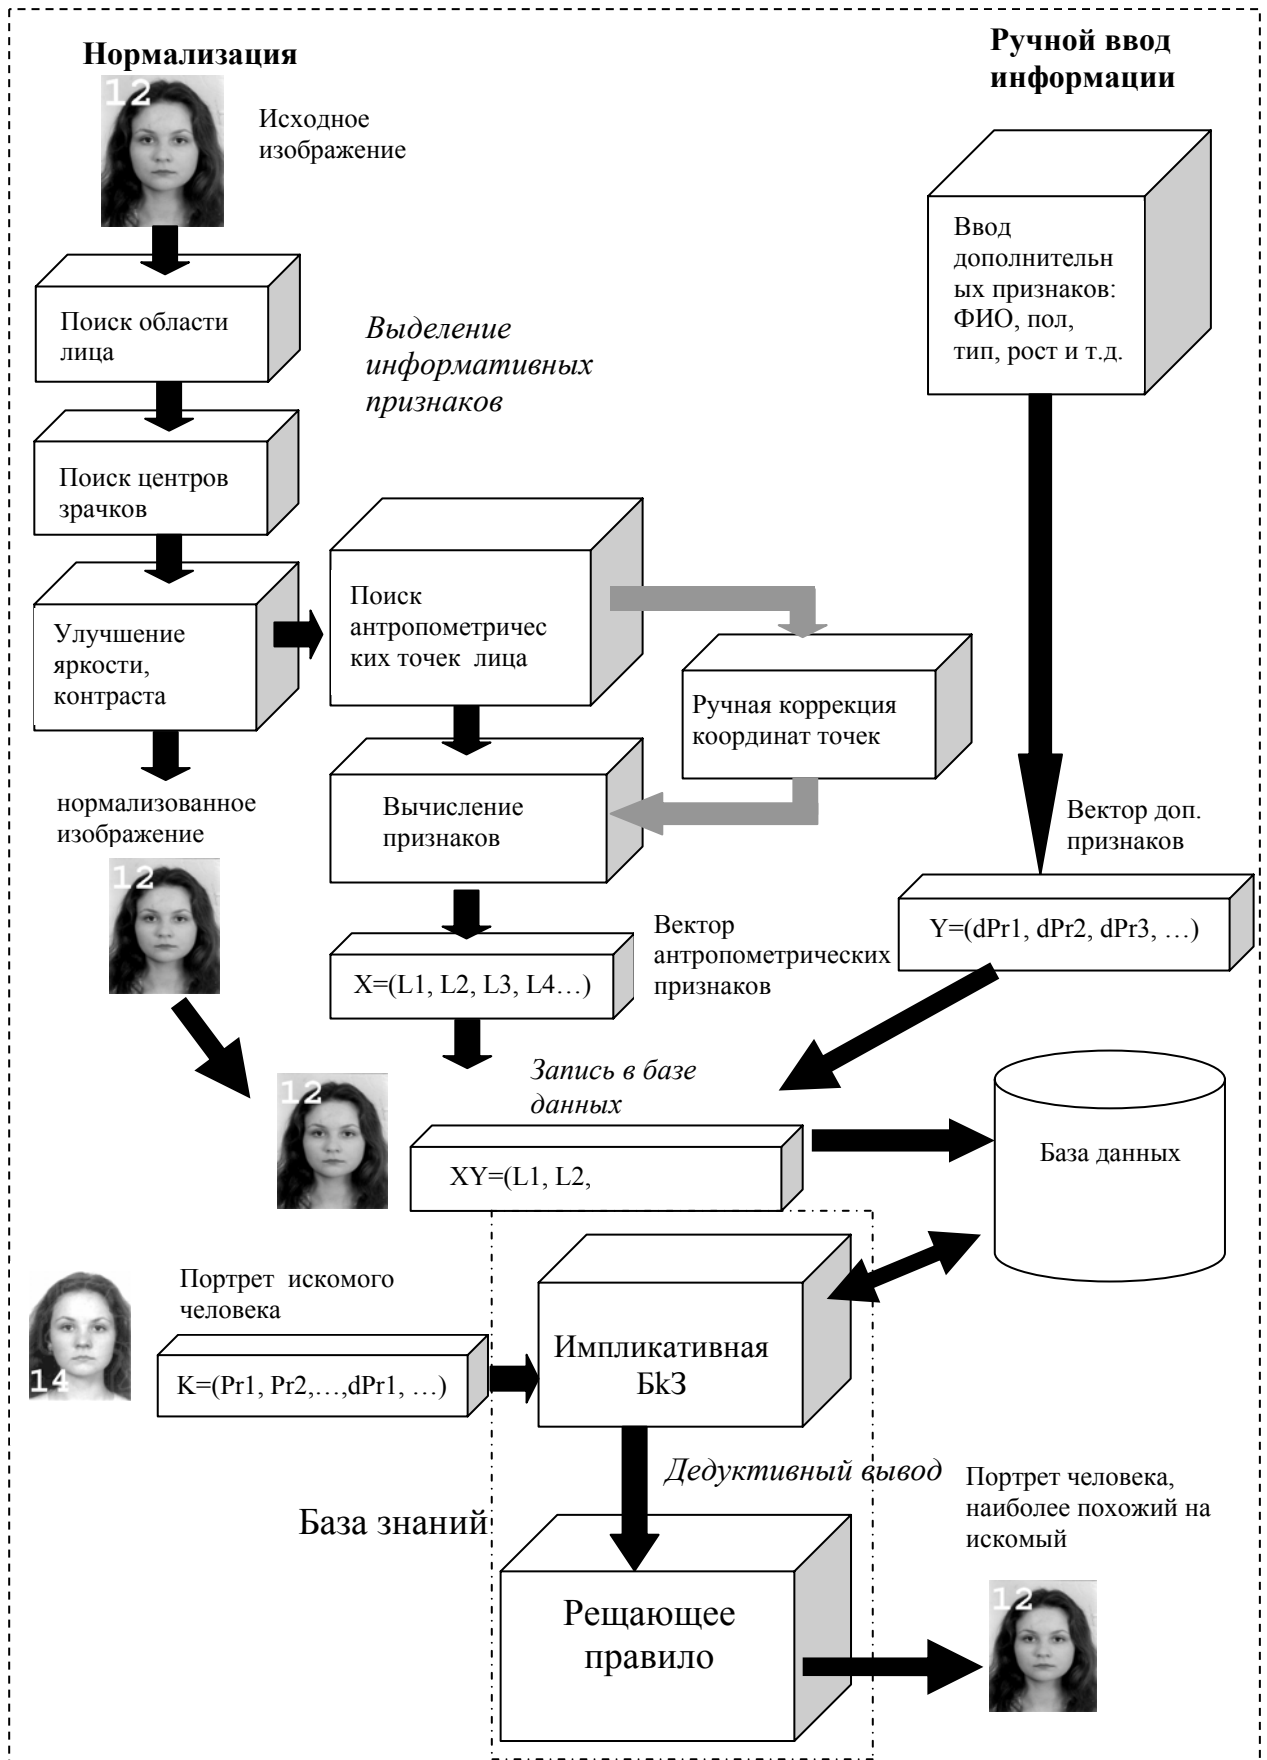 Нормализация
Ручной ввод
информации
12
Исходное
изображение
Ввод
дополнительн
ых признаков:
ФИО, пол,
тип, рост и т.д.
Поиск области
лица
Выделение
информативных
признаков
Поиск центров
зрачков
Улучшение
яркости,
контраста
Поиск
антропометричес
ких точек лица
Ручная коррекция
координат точек
нормализованное
изображение
12
Вычисление
признаков
Вектор доп.
признаков
Y=(dPr1, dPr2, dPr3, …)
Вектор
антропометрических
признаков
X=(L1, L2, L3, L4…)
Запись в базе
данных
12
XY=(L1, L2,
База данных
Портрет искомого
человека
14
K=(Pr1, Pr2,…,dPr1, …)
Импликативная
БkЗ
Дедуктивный вывод
База знаний
Портрет человека,
наиболее похожий на
искомый
Рещающее
правило
12